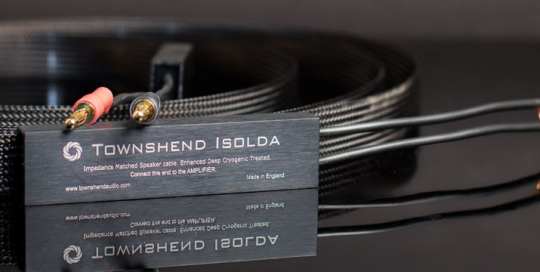 TOWNSHEND ISOLDA
Impedance Matched Speaker cable. Enhanced Deep Cryogenic Treated.
Connect this end to the AMPLIFIER.
www.townshendaudio.com Made in England